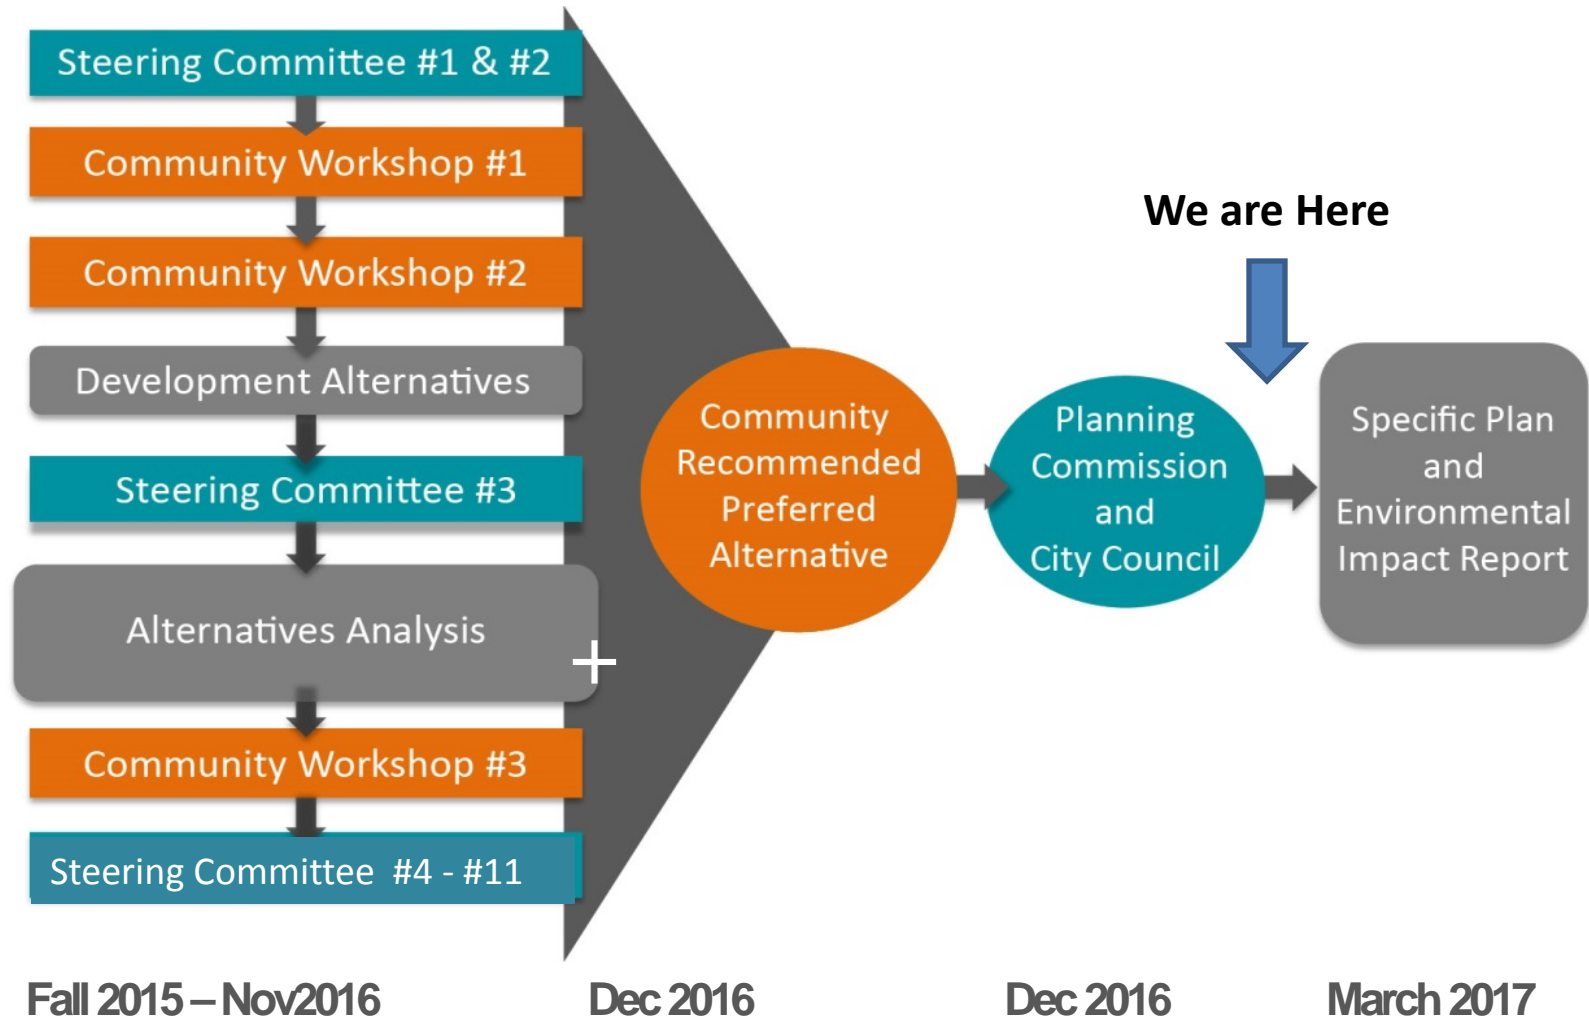 Steering Committee #1 & #2
Community Workshop #1
Community Workshop #2
Development Alternatives
Steering Committee #3
Alternatives Analysis
+
Community Workshop #3
Steering Committee #4 - #11
Community
Recommended
Preferred
Alternative
We are Here
Planning
Commission
and
City Council
Specific Plan
and
Environmental
Impact Report
Fall 2015 – Nov2016
Dec 2016
Dec 2016
March 2017